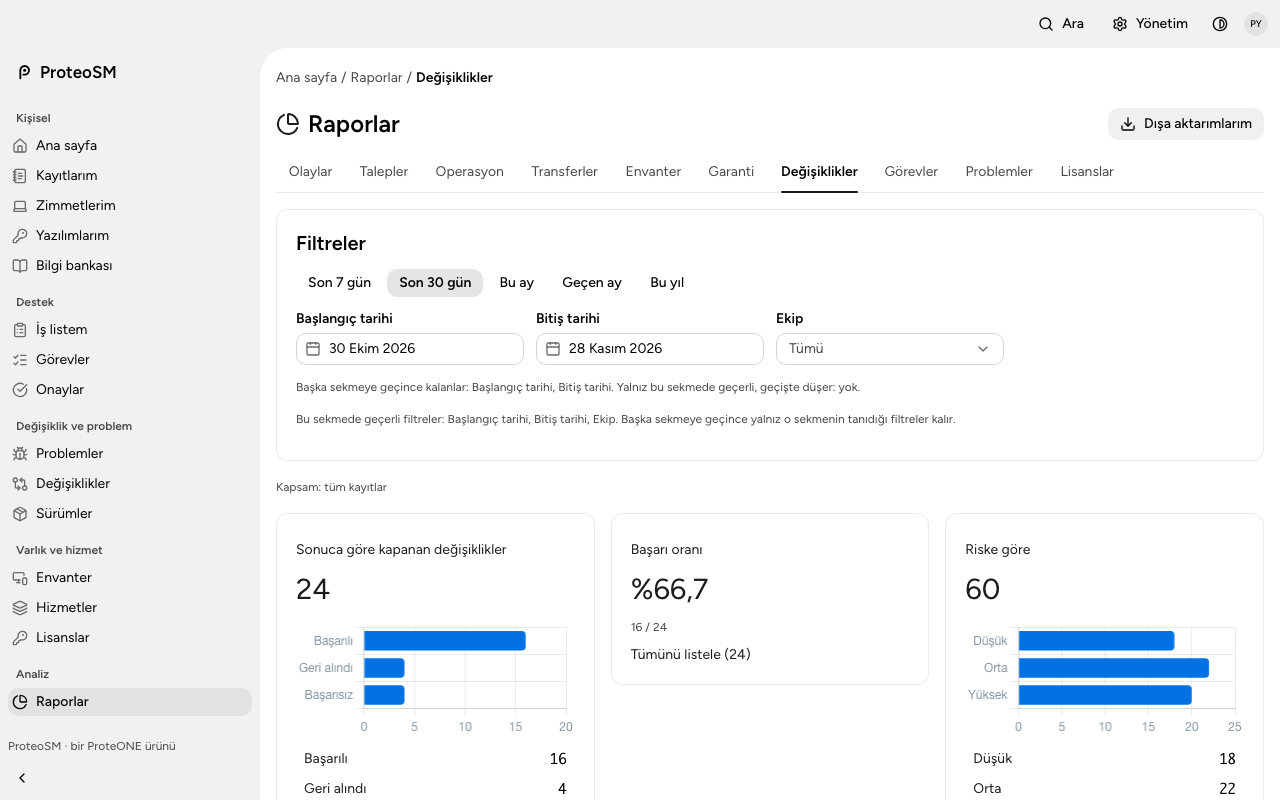 Ara
Yönetim
PY
ProteoSM
Kişisel
Ana sayfa
Kayıtlarım
Zimmetlerim
Yazılımlarım
Bilgi bankası
Destek
İş listem
Görevler
Onaylar
Değişiklik ve problem
Problemler
Değişiklikler
Sürümler
Varlık ve hizmet
Envanter
Hizmetler
Lisanslar
Analiz
Raporlar
ProteoSM · bir ProteONE ürünü
Ana sayfa / Raporlar / Değişiklikler
Raporlar
Dışa aktarımlarım
Olaylar Talepler Operasyon Transferler Envanter Garanti Değişiklikler Görevler Problemler Lisanslar
Filtreler
Son 7 gün Son 30 gün Bu ay Geçen ay Bu yıl
Başlangıç tarihi Bitiş tarihi Ekip
30 Ekim 2026 28 Kasım 2026 Tümü
Başka sekmeye geçince kalanlar: Başlangıç tarihi, Bitiş tarihi. Yalnız bu sekmede geçerli, geçişte düşer: yok.
Bu sekmede geçerli filtreler: Başlangıç tarihi, Bitiş tarihi, Ekip. Başka sekmeye geçince yalnız o sekmenin tanıdığı filtreler kalır.
Kapsam: tüm kayıtlar
Sonuca göre kapanan değişiklikler
24
Başarılı
Geri alındı
Başarısız
0 5 10 15 20
Başarılı 16
Geri alındı 4
Başarı oranı
%66,7
16 / 24
Tümünü listele (24)
Riske göre
60
Düşük
Orta
Yüksek
0 5 10 15 20 25
Düşük 18
Orta 22